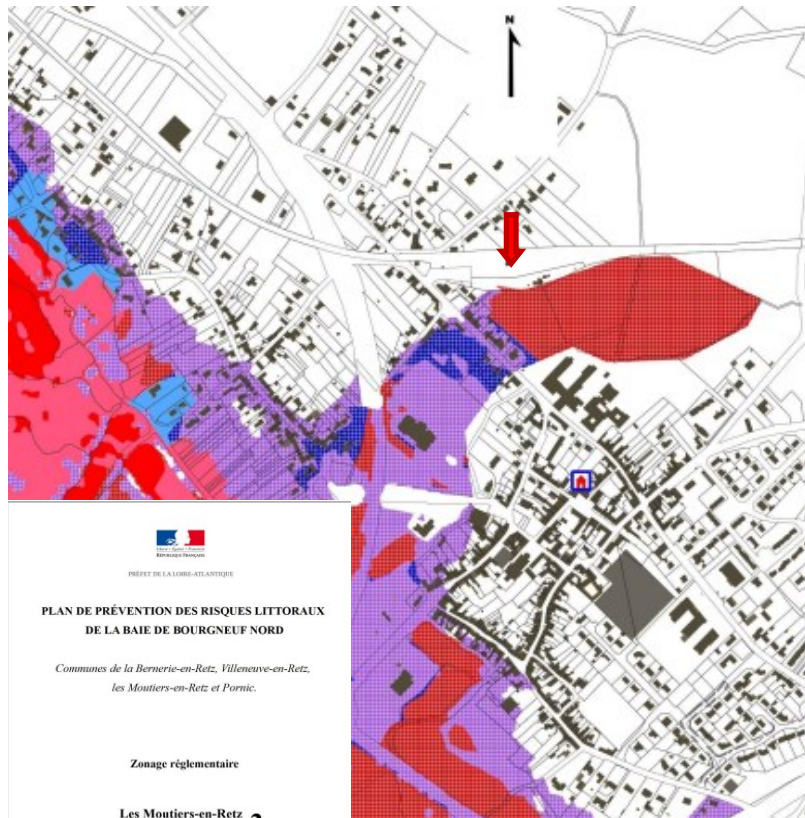 N
RÉPUBLIQUE FRANÇAISE
PRÉFET DE LA LOIRE-ATLANTIQUE
PLAN DE PRÉVENTION DES RISQUES LITTORAUX
DE LA BAIE DE BOURGNEUF NORD
Communes de la Bernerie-en-Retz, Villeneuve-en-Retz,
les Moutiers-en-Retz et Pornic.
Zonage réglementaire
Les Moutiers-en-Retz